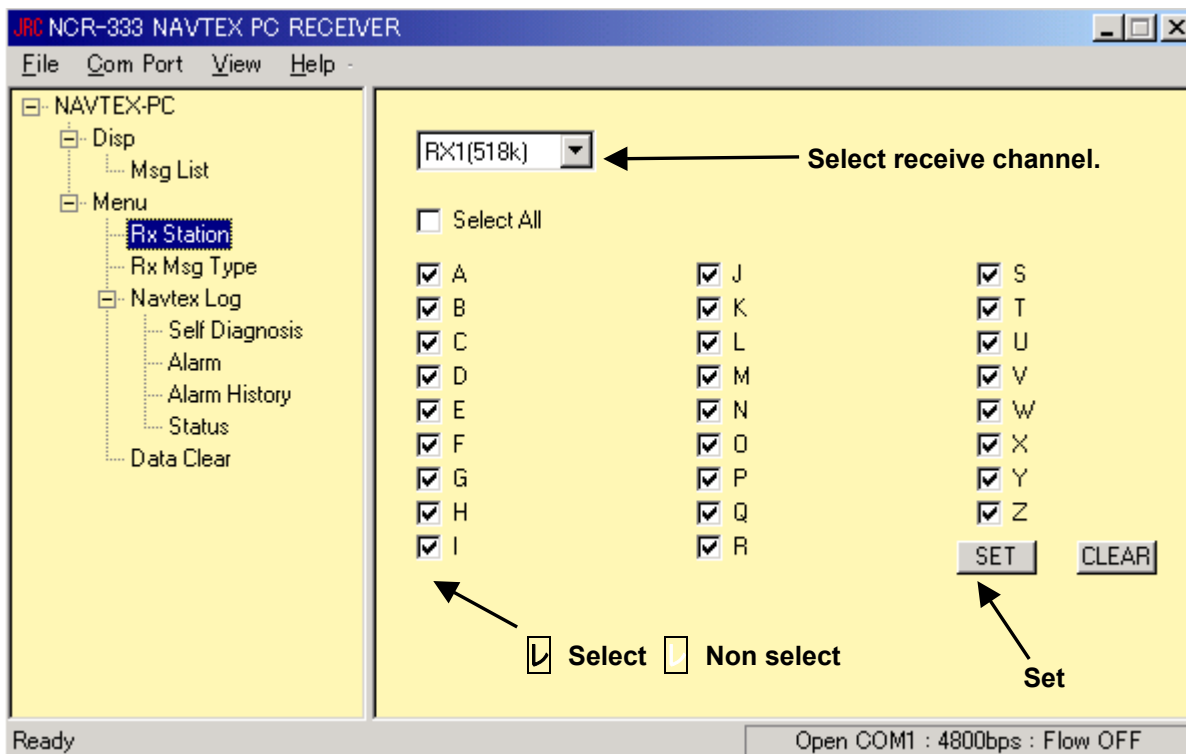 JRC NCR-333 NAVTEX PC RECEIVER
File Com Port View Help
NAVTEX-PC
Disp
Msg List
Menu
Rx Station
Rx Msg Type
Navtex Log
Self Diagnosis
Alarm
Alarm History
Status
Data Clear
RX1(518k)
Select receive channel.
Select All
A J S
B K T
C L U
D M V
E N W
F O X
G P Y
H Q Z
I R
SET CLEAR
レ Select レ Non select
Set
Ready
Open COM1 : 4800bps : Flow OFF